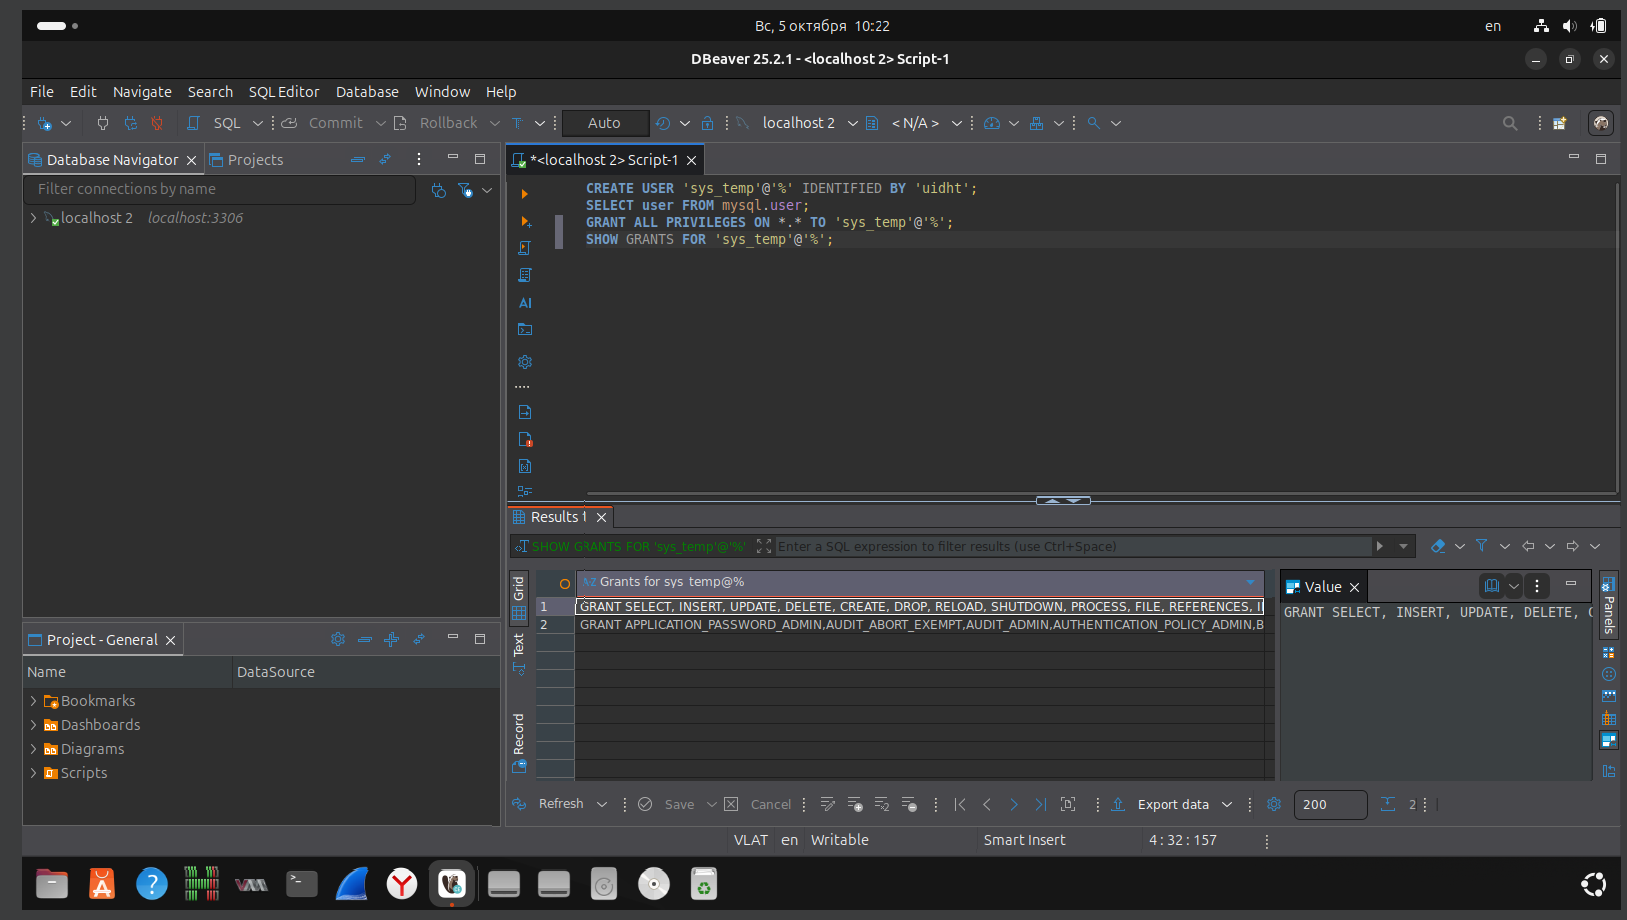 Вс, 5 октября 10:22
en
DBeaver 25.2.1 - <localhost 2> Script-1
File Edit Navigate Search SQL Editor Database Window Help
SQL Commit Rollback T Auto localhost 2 < N/A >
Database Navigator Projects
*<localhost 2> Script-1
Filter connections by name
localhost 2 localhost:3306
CREATE USER 'sys_temp'@'%' IDENTIFIED BY 'uidht';
SELECT user FROM mysql.user;
GRANT ALL PRIVILEGES ON *.* TO 'sys_temp'@'%';
SHOW GRANTS FOR 'sys_temp'@'%';
AI
Results 1
SHOW GRANTS FOR 'sys_temp'@'%' Enter a SQL expression to filter results (use Ctrl+Space)
Grid
Text
Record
A-Z Grants for sys_temp@%
1 GRANT SELECT, INSERT, UPDATE, DELETE, CREATE, DROP, RELOAD, SHUTDOWN, PROCESS, FILE, REFERENCES, I
2 GRANT APPLICATION_PASSWORD_ADMIN,AUDIT_ABORT_EXEMPT,AUDIT_ADMIN,AUTHENTICATION_POLICY_ADMIN,B
Value
GRANT SELECT, INSERT, UPDATE, DELETE, C
Panels
Project - General
Name DataSource
Bookmarks
Dashboards
Diagrams
Scripts
Refresh Save Cancel Export data 200 2
VLAT en Writable Smart Insert 4 : 32 : 157